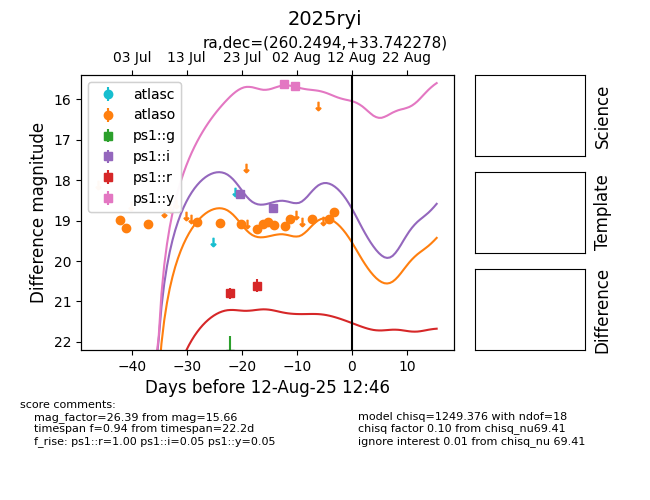 2025ryi
ra,dec=(260.2494,+33.742278)
03 Jul 13 Jul 23 Jul 02 Aug 12 Aug 22 Aug
atlasc
atlaso
ps1::g
ps1::i
ps1::r
ps1::y
16
17
18
19
20
21
22
Difference magnitude
−40 −30 −20 −10 0 10
Days before 12-Aug-25 12:46
Science
Template
Difference
score comments:
mag_factor=26.39 from mag=15.66
timespan f=0.94 from timespan=22.2d
f_rise: ps1::r=1.00 ps1::i=0.05 ps1::y=0.05
model chisq=1249.376 with ndof=18
chisq factor 0.10 from chisq_nu69.41
ignore interest 0.01 from chisq_nu 69.41